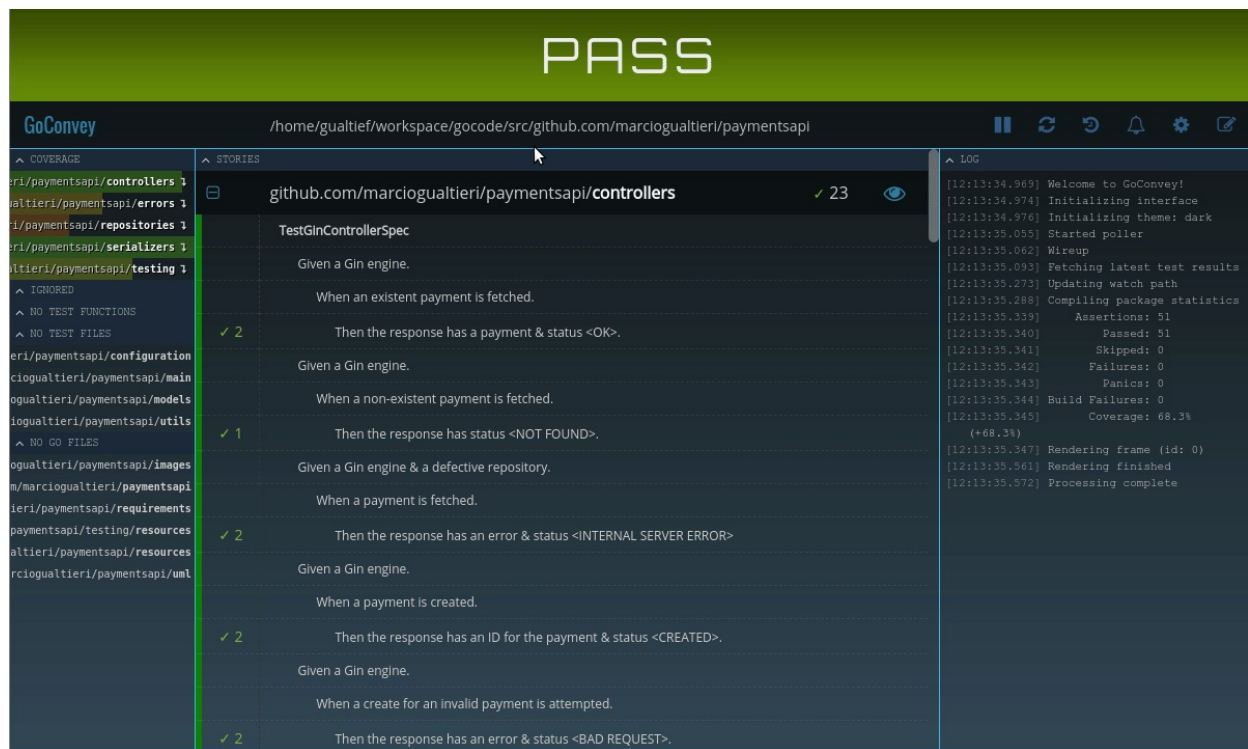 PASS
GoConvey
/home/gualtief/workspace/gocode/src/github.com/marciogualtieri/paymentsapi
COVERAGE
eri/paymentsapi/controllers
ualtieri/paymentsapi/errors
i/paymentsapi/repositories
eri/paymentsapi/serializers
altieri/paymentsapi/testing
IGNORED
NO TEST FUNCTIONS
NO TEST FILES
eri/paymentsapi/configuration
ciogualtieri/paymentsapi/main
ogualtieri/paymentsapi/models
iogualtieri/paymentsapi/utils
NO GO FILES
ogualtieri/paymentsapi/images
m/marciogualtieri/paymentsapi
ieri/paymentsapi/requirements
paymentsapi/testing/resources
altieri/paymentsapi/resources
rciogualtieri/paymentsapi/uml
STORIES
github.com/marciogualtieri/paymentsapi/controllers ✓ 23
TestGinControllerSpec
Given a Gin engine.
When an existent payment is fetched.
✓ 2 Then the response has a payment & status <OK>.
Given a Gin engine.
When a non-existent payment is fetched.
✓ 1 Then the response has status <NOT FOUND>.
Given a Gin engine & a defective repository.
When a payment is fetched.
✓ 2 Then the response has an error & status <INTERNAL SERVER ERROR>
Given a Gin engine.
When a payment is created.
✓ 2 Then the response has an ID for the payment & status <CREATED>.
Given a Gin engine.
When a create for an invalid payment is attempted.
✓ 2 Then the response has an error & status <BAD REQUEST>.
LOG
[12:13:34.969] Welcome to GoConvey!
[12:13:34.974] Initializing interface
[12:13:34.976] Initializing theme: dark
[12:13:35.055] Started poller
[12:13:35.062] Wireup
[12:13:35.093] Fetching latest test results
[12:13:35.273] Updating watch path
[12:13:35.288] Compiling package statistics
[12:13:35.339] Assertions: 51
[12:13:35.340] Passed: 51
[12:13:35.341] Skipped: 0
[12:13:35.342] Failures: 0
[12:13:35.343] Panics: 0
[12:13:35.344] Build Failures: 0
[12:13:35.345] Coverage: 68.3%
(+68.3%)
[12:13:35.347] Rendering frame (id: 0)
[12:13:35.561] Rendering finished
[12:13:35.572] Processing complete